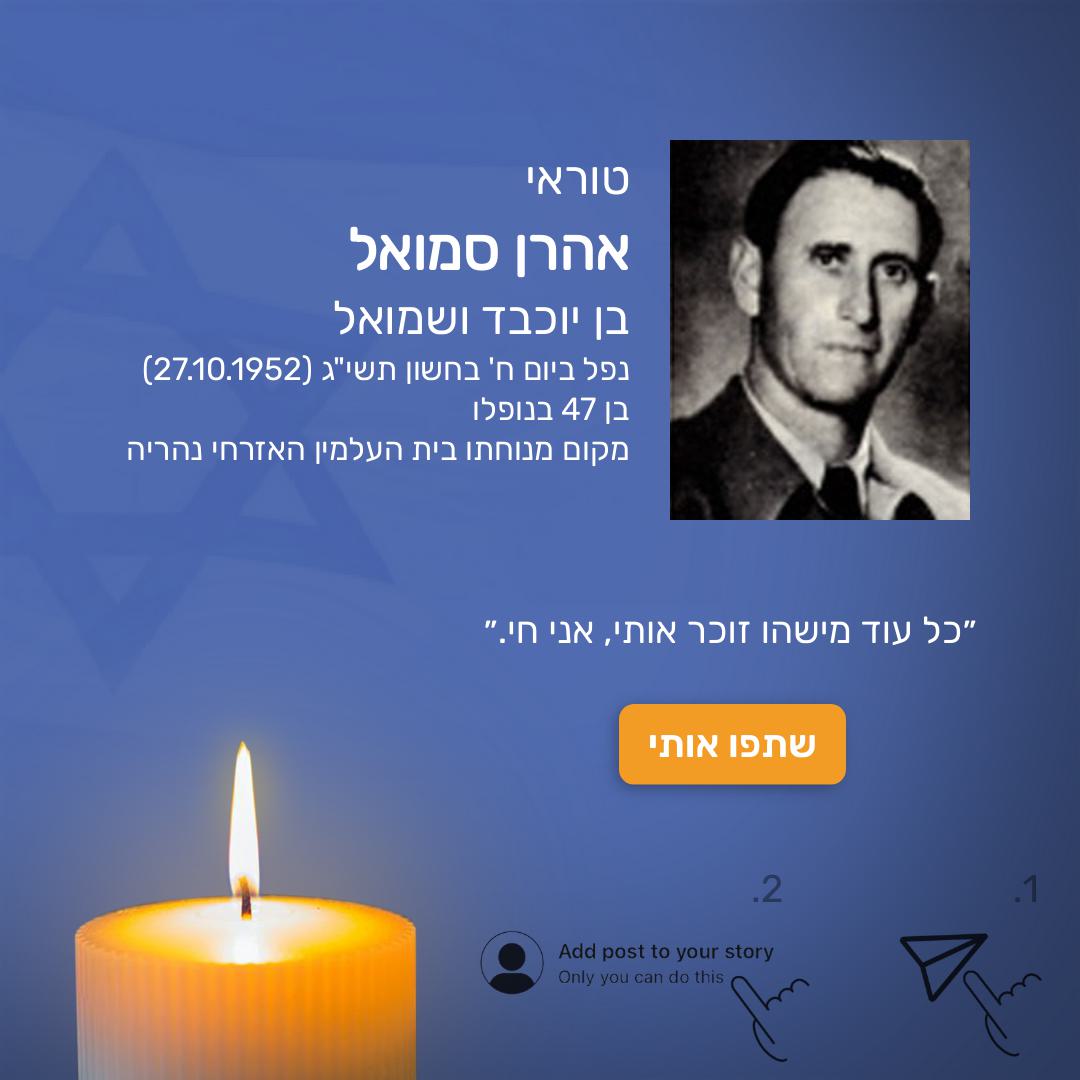 טוראי
אהרן סמואל
בן יוכבד ושמואל
נפל ביום ח' בחשון תשי"ג (27.10.1952)
בן 47 בנופלו
מקום מנוחתו בית העלמין האזרחי נהריה
"כל עוד מישהו זוכר אותי, אני חי."
שתפו אותי
1.
2.
Add post to your story
Only you can do this